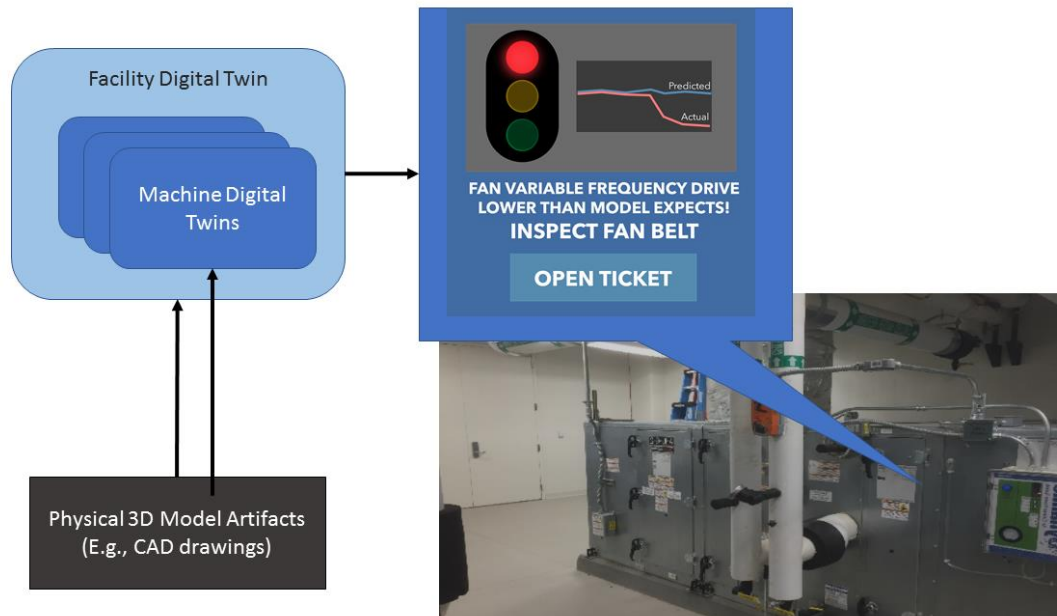 Facility Digital Twin
Machine Digital
Twins
Physical 3D Model Artifacts
(E.g., CAD drawings)
Predicted
Actual
FAN VARIABLE FREQUENCY DRIVE
LOWER THAN MODEL EXPECTS!
INSPECT FAN BELT
OPEN TICKET